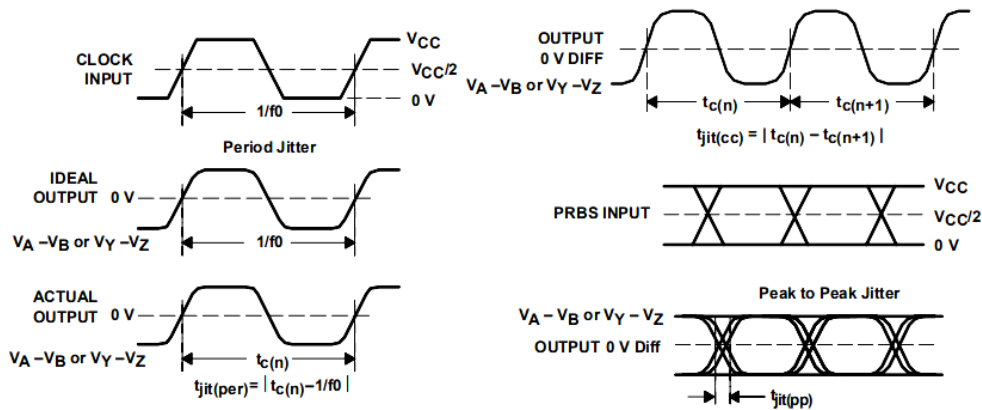 CLOCK
INPUT
VCC
VCC/2
0 V
1/f0
Period Jitter
IDEAL
OUTPUT 0 V
VA –VB or VY –VZ
1/f0
ACTUAL
OUTPUT 0 V
VA –VB or VY –VZ
tc(n)
tjit(per)= | tc(n)–1/f0 |
OUTPUT
0 V DIFF
VA –VB or VY –VZ
tc(n)
tc(n+1)
tjit(cc) = | tc(n) – tc(n+1) |
PRBS INPUT
VCC
VCC/2
0 V
Peak to Peak Jitter
VA – VB or VY – VZ
OUTPUT 0 V Diff
tjit(pp)